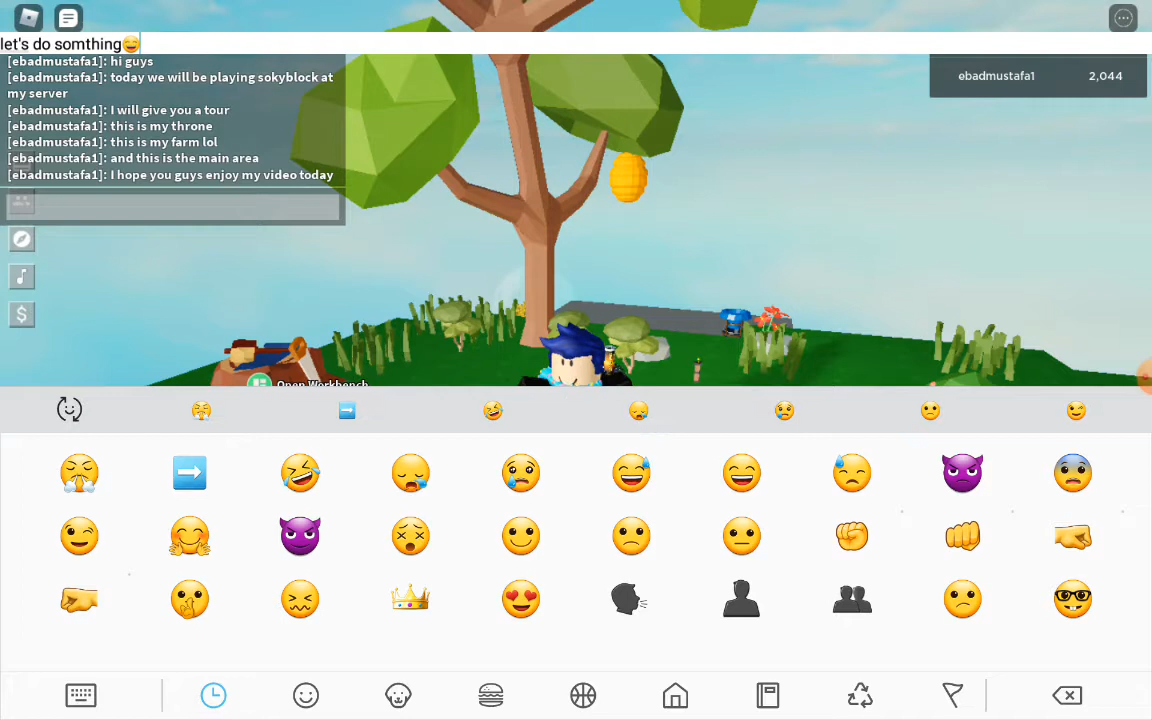 let's do somthing😅
[ebadmustafa1]: hi guys
[ebadmustafa1]: today we will be playing sokyblock at
my server
[ebadmustafa1]: I will give you a tour
[ebadmustafa1]: this is my throne
[ebadmustafa1]: this is my farm lol
[ebadmustafa1]: and this is the main area
[ebadmustafa1]: I hope you guys enjoy my video today
ebadmustafa1 2,044
Open Workbench